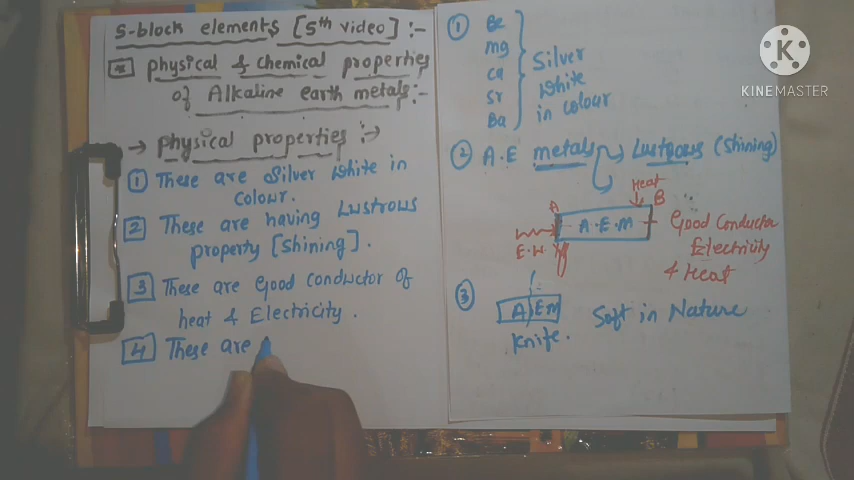 S-block elements [5th video] :-
* physical & chemical properties
of Alkaline earth metals :-
→ physical properties :→
① These are Silver White in
colour.
2 These are having Lustrous
property [shining].
3 These are Good conductor of
heat & Electricity.
4 These are
① Be
mg
ca
sr
Ba
Silver
White
in colour
② A.E metals Lustrous (shining)
Heat
A B
A.E.M
E.W
Good Conductor
Electricity
& Heat
③ AEM
Knife.
Soft in Nature
K
KINEMASTER